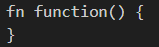 fn function() {
}